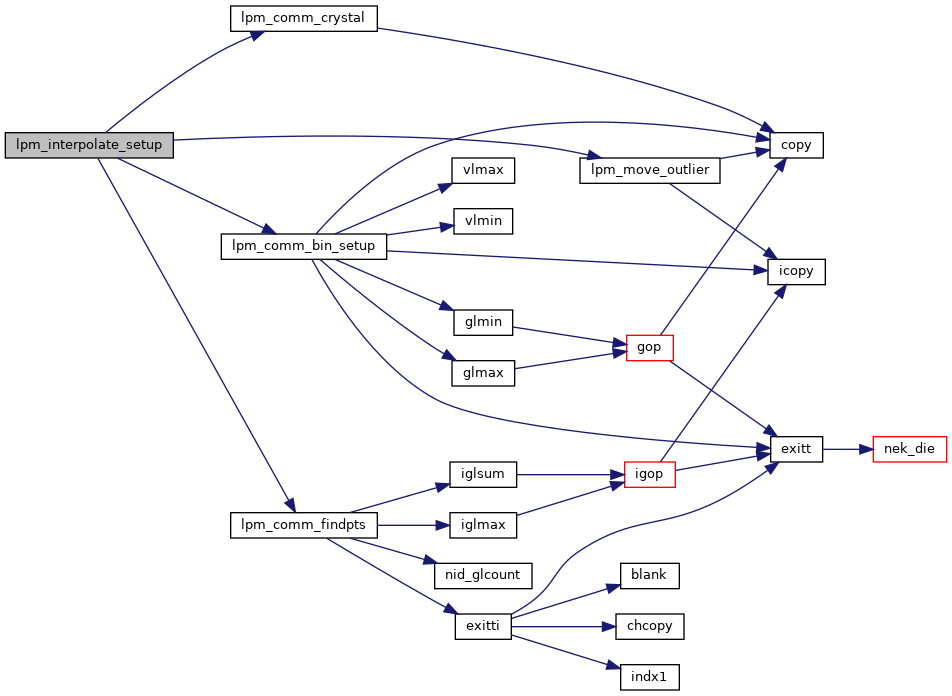 lpm_comm_crystal
lpm_interpolate_setup
copy
vlmax
lpm_move_outlier
vlmin
lpm_comm_bin_setup
icopy
glmin
gop
glmax
exitt
nek_die
iglsum
igop
lpm_comm_findpts
iglmax
nid_glcount
blank
exitti
chcopy
indx1